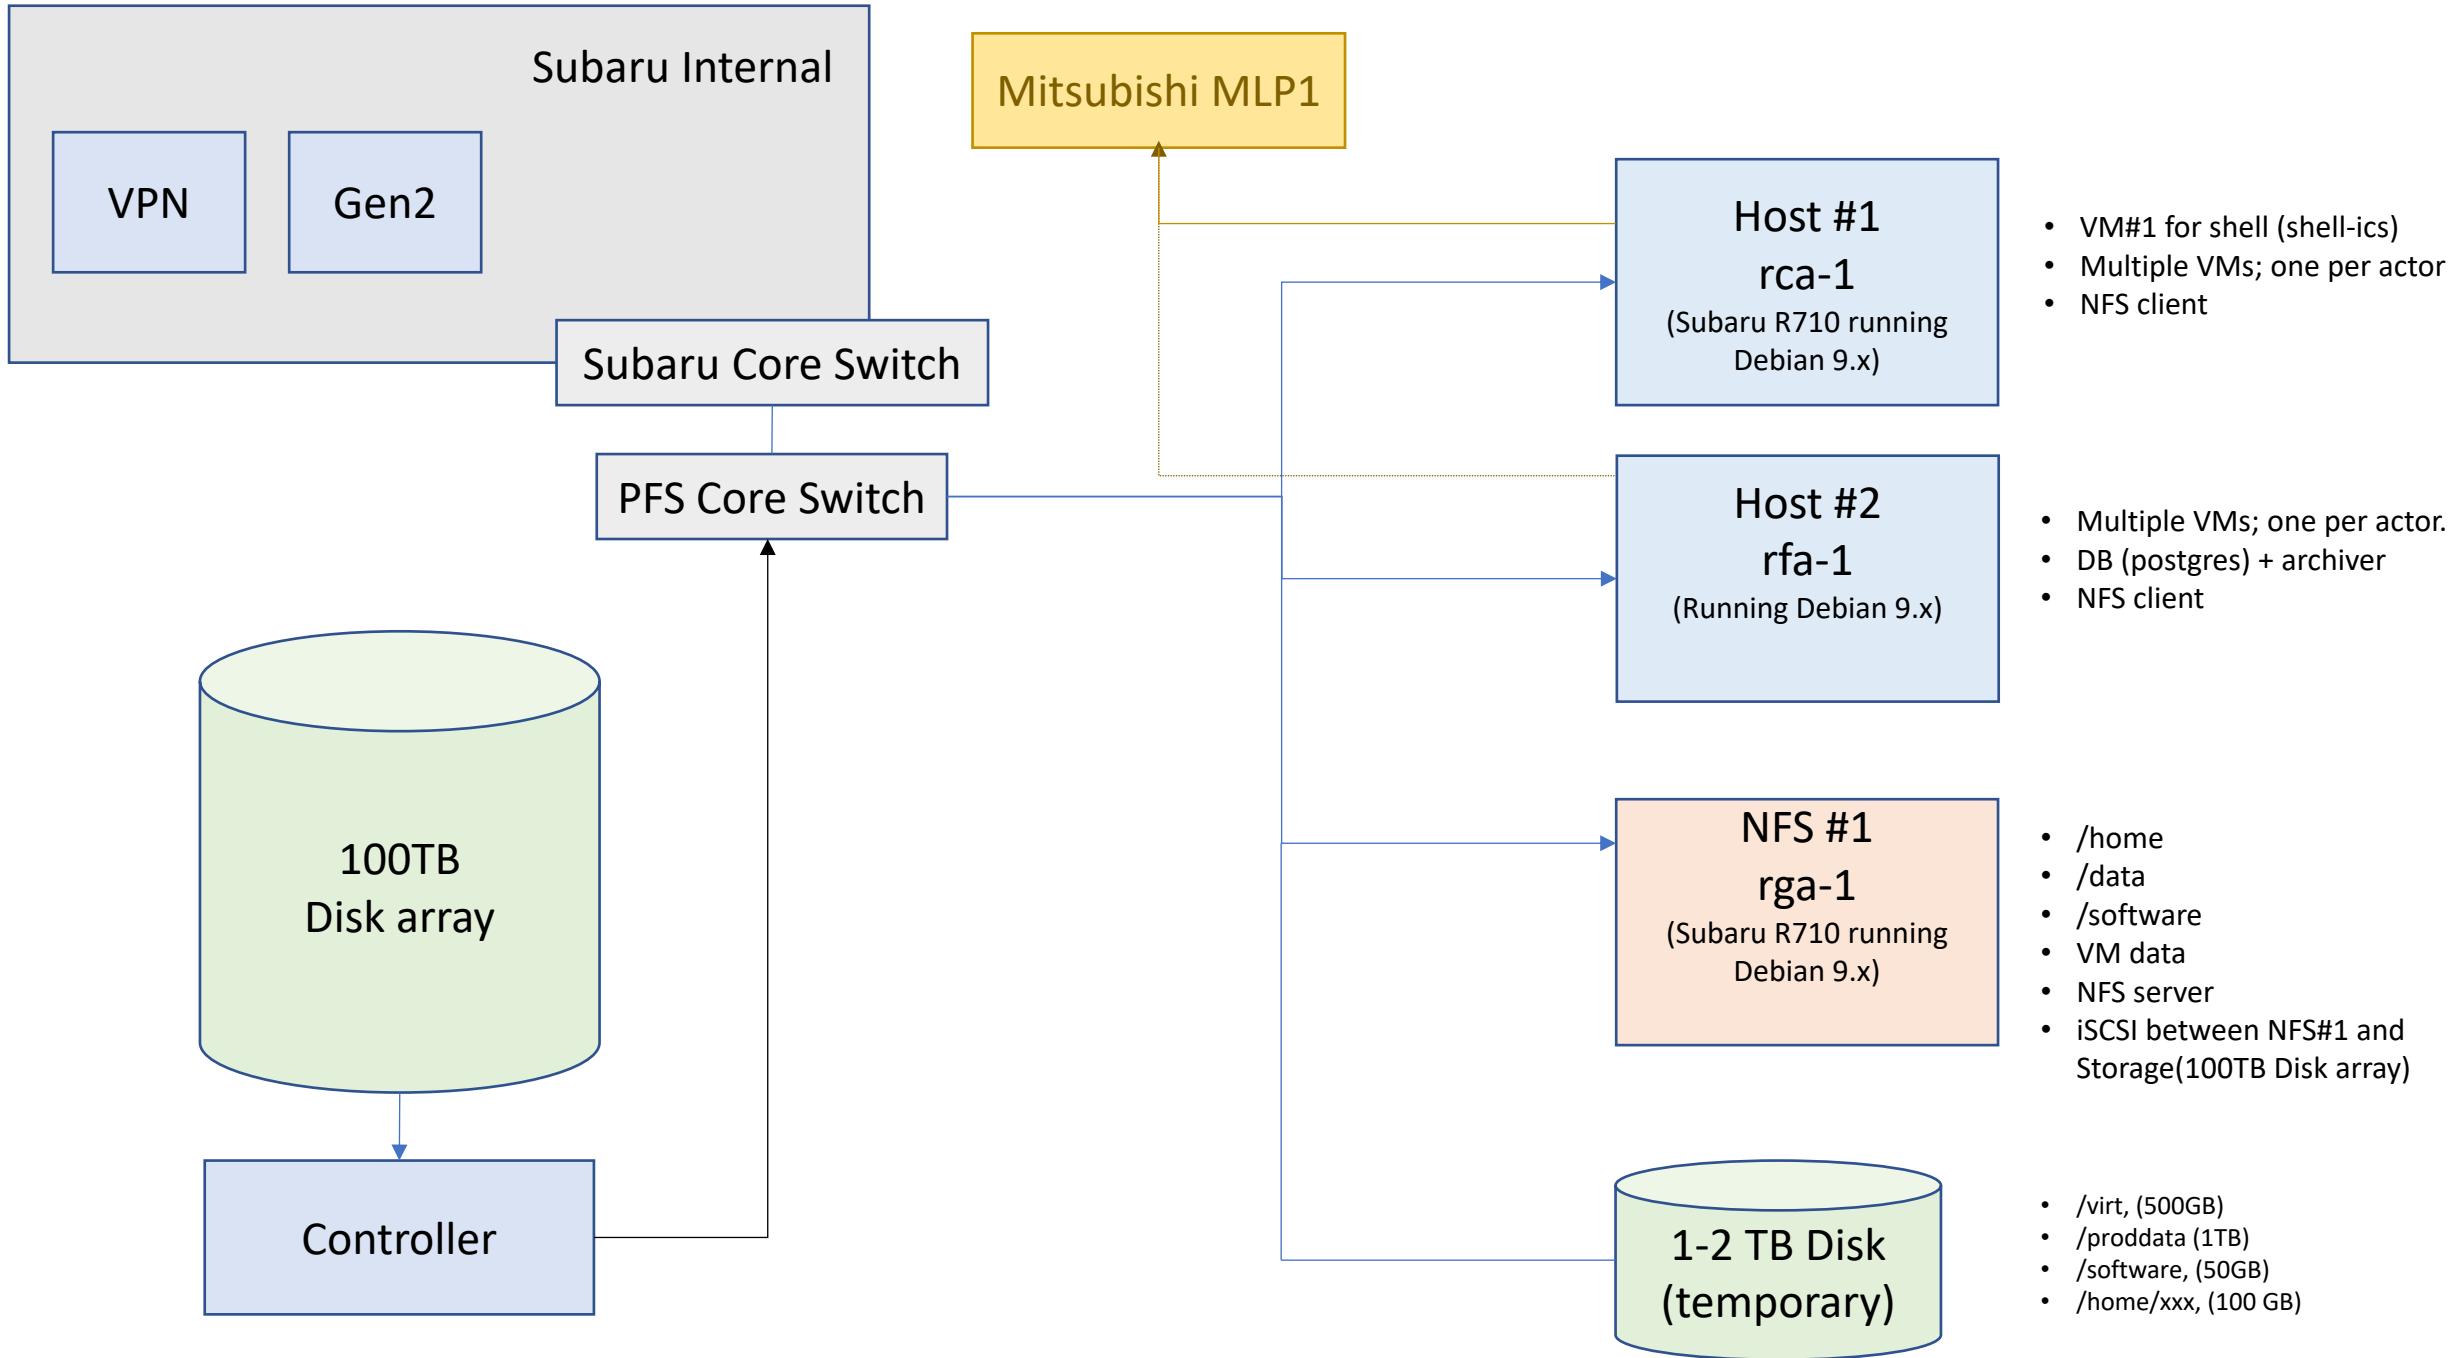 Subaru Internal
VPN
Gen2
Subaru Core Switch
PFS Core Switch
Mitsubishi MLP1
Host #1
rca-1
(Subaru R710 running
Debian 9.x)
• VM#1 for shell (shell-ics)
• Multiple VMs; one per actor
• NFS client
Host #2
rfa-1
(Running Debian 9.x)
• Multiple VMs; one per actor.
• DB (postgres) + archiver
• NFS client
100TB
Disk array
Controller
NFS #1
rga-1
(Subaru R710 running
Debian 9.x)
• /home
• /data
• /software
• VM data
• NFS server
• iSCSI between NFS#1 and
Storage(100TB Disk array)
1-2 TB Disk
(temporary)
• /virt, (500GB)
• /proddata (1TB)
• /software, (50GB)
• /home/xxx, (100 GB)